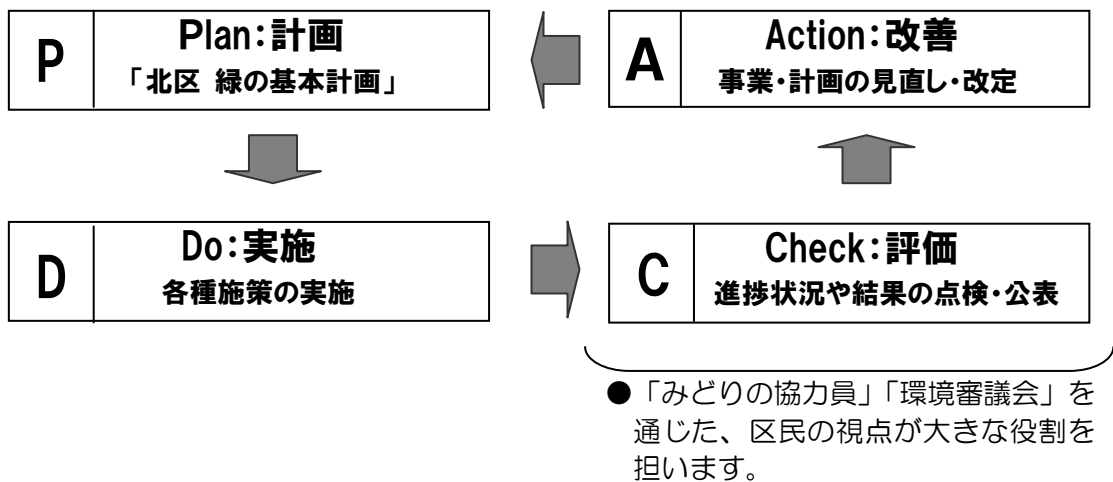 P
Plan:計画
「北区 緑の基本計画」
A
Action:改善
事業・計画の見直し・改定
D
Do:実施
各種施策の実施
C
Check:評価
進捗状況や結果の点検・公表
●「みどりの協力員」「環境審議会」を
通じた、区民の視点が大きな役割を
担います。